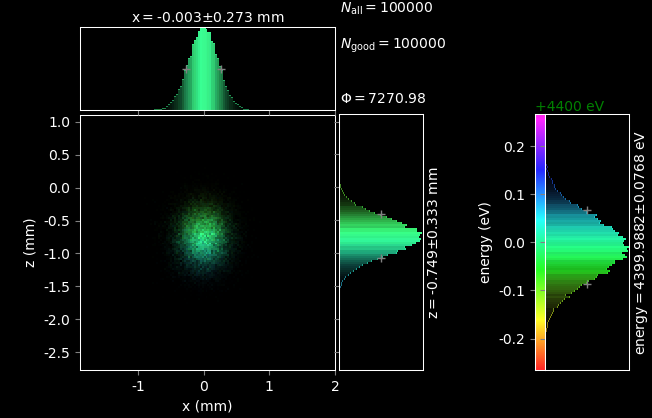 x = -0.003±0.273 mm
N_all = 100000
N_good = 100000
Φ = 7270.98
+4400 eV
1.0
0.5
0.0
-0.5
-1.0
-1.5
-2.0
-2.5
z (mm)
-1
0
1
2
x (mm)
z = -0.749±0.333 mm
0.2
0.1
0.0
-0.1
-0.2
energy (eV)
energy = 4399.9882±0.0768 eV